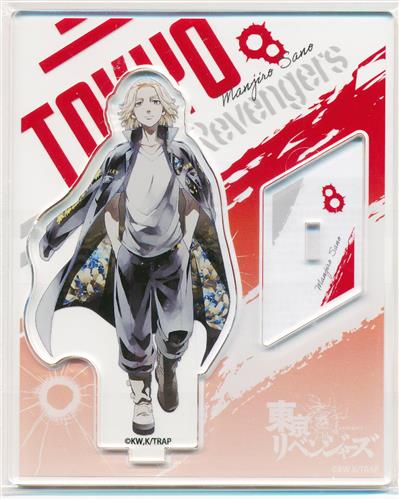 TOKYO
Manjiro Sano
Revengers
Manjiro Sano
©KW,K/TRAP
東京
リベンジャーズ
©KW,K/TRAP